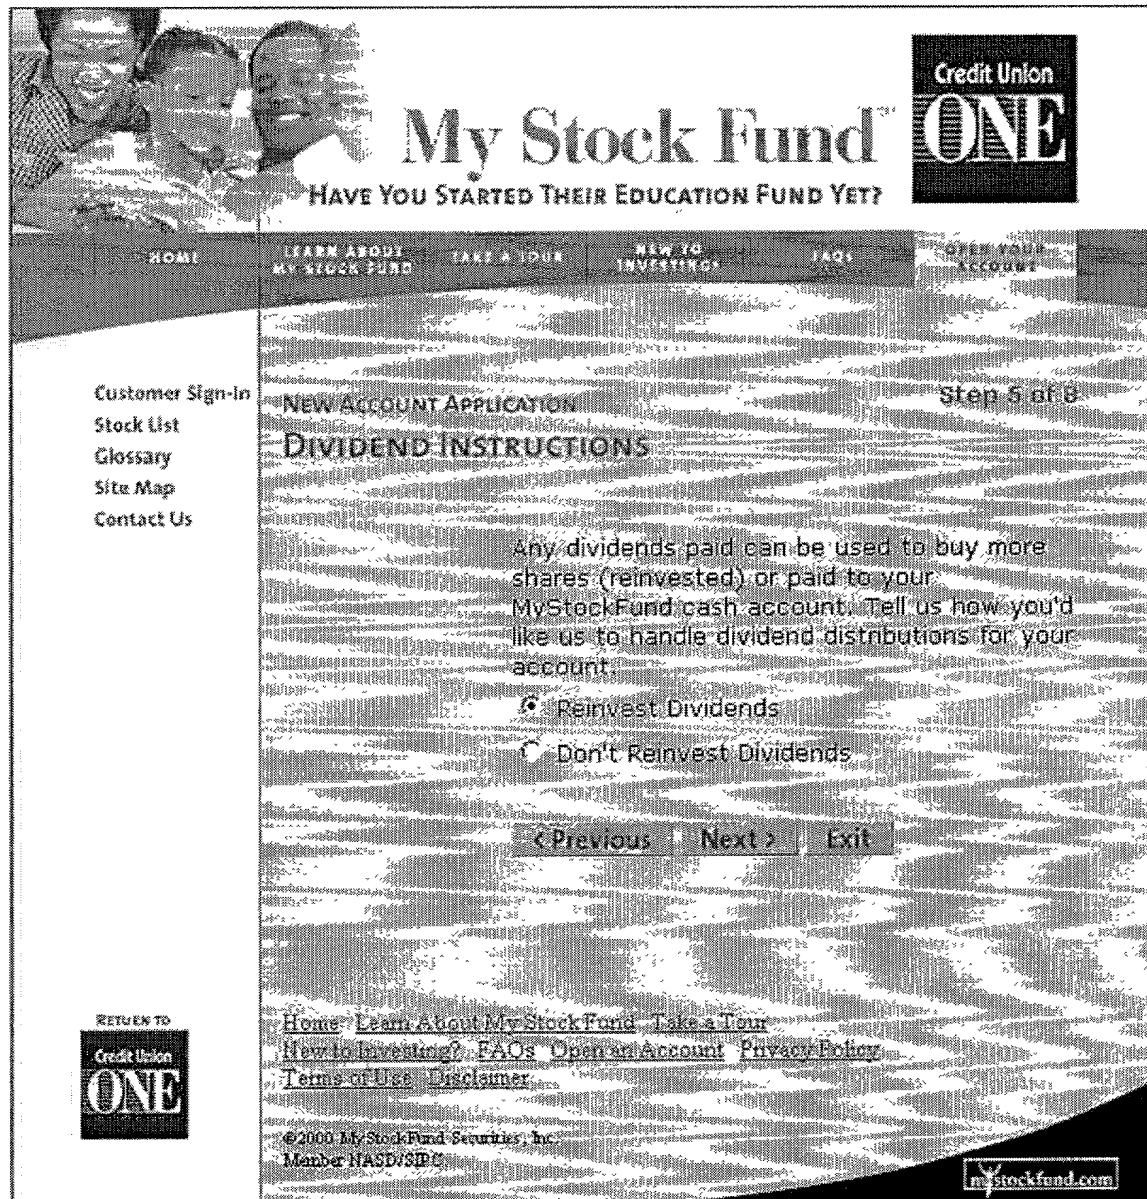 Credit Union
ONE
My Stock Fund™
HAVE YOU STARTED THEIR EDUCATION FUND YET?
HOME
LEARN ABOUT
MY STOCK FUND
TAKE A TOUR
NEW TO
INVESTING?
FAQs
OPEN YOUR
ACCOUNT
Customer Sign-In
Stock List
Glossary
Site Map
Contact Us
NEW ACCOUNT APPLICATION
Step 5 of 8
DIVIDEND INSTRUCTIONS
Any dividends paid can be used to buy more
shares (reinvested) or paid to your
MyStockFund cash account. Tell us how you'd
like us to handle dividend distributions for your
account.
Reinvest Dividends
Don't Reinvest Dividends
< Previous
Next >
Exit
RETURN TO
Credit Union
ONE
Home Learn About My Stock Fund Take a Tour
New to Investing? FAQs Open an Account Privacy Policy
Terms of Use Disclaimer
©2000 MyStockFund Securities, Inc.
Member NASD/SIPC
mystockfund.com